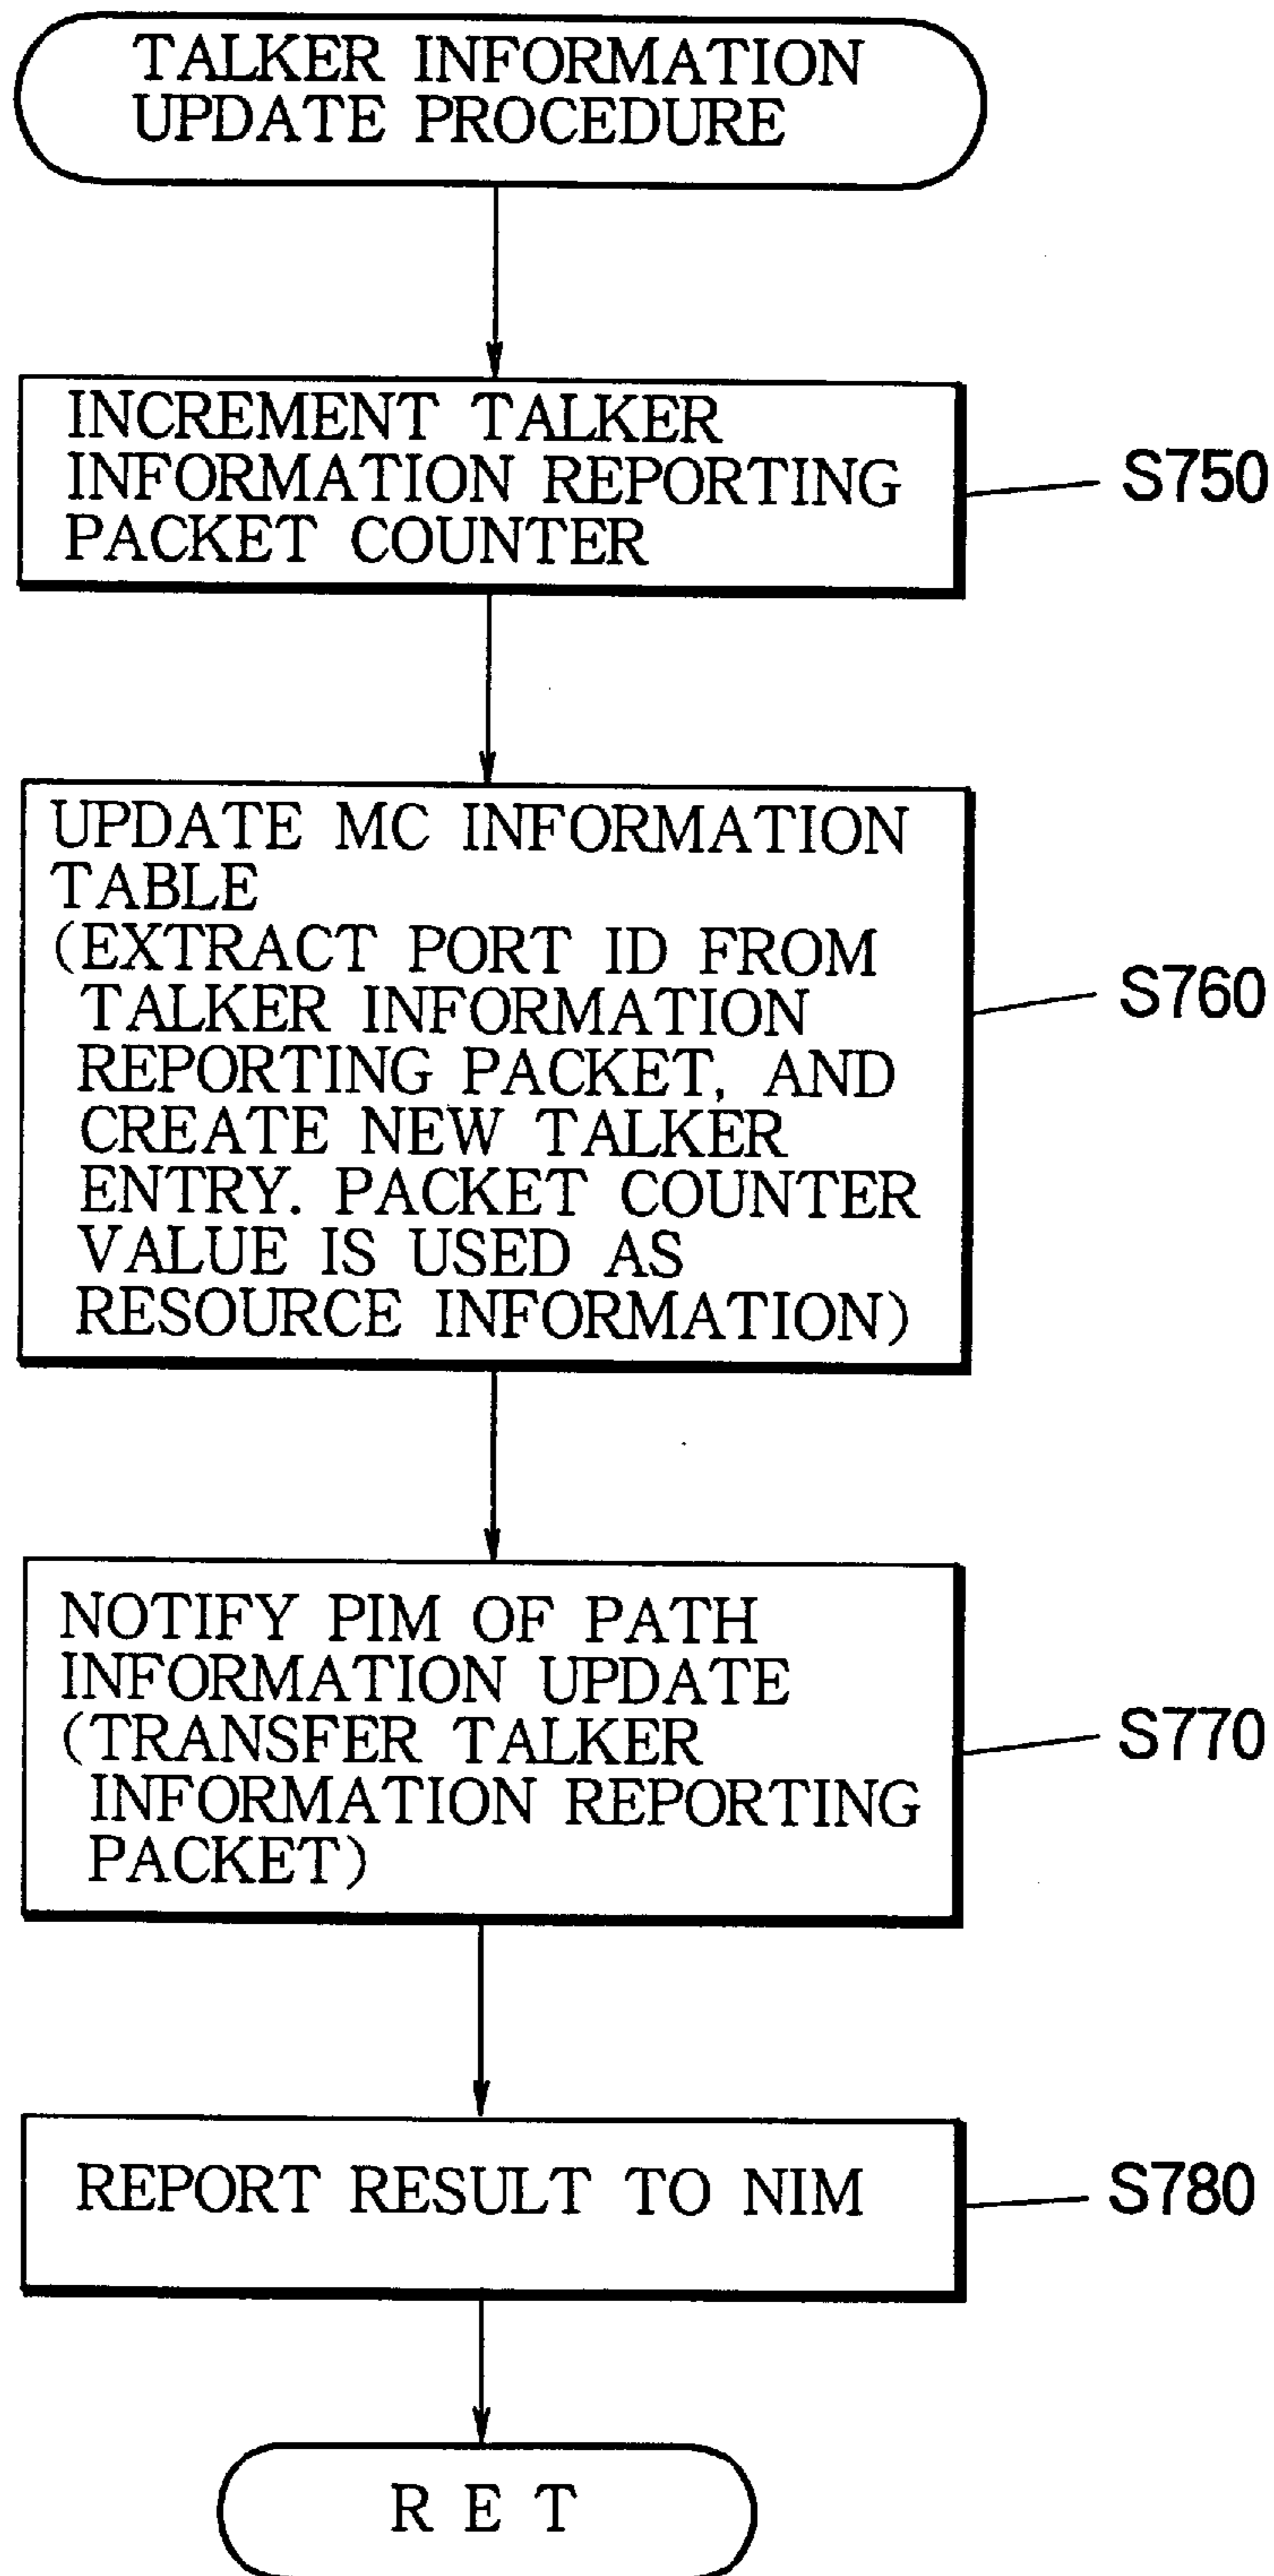 TALKER INFORMATION
UPDATE PROCEDURE
INCREMENT TALKER
INFORMATION REPORTING
PACKET COUNTER
S750
UPDATE MC INFORMATION
TABLE
(EXTRACT PORT ID FROM
TALKER INFORMATION
REPORTING PACKET, AND
CREATE NEW TALKER
ENTRY. PACKET COUNTER
VALUE IS USED AS
RESOURCE INFORMATION)
S760
NOTIFY PIM OF PATH
INFORMATION UPDATE
(TRANSFER TALKER
INFORMATION REPORTING
PACKET)
S770
REPORT RESULT TO NIM
S780
R E T